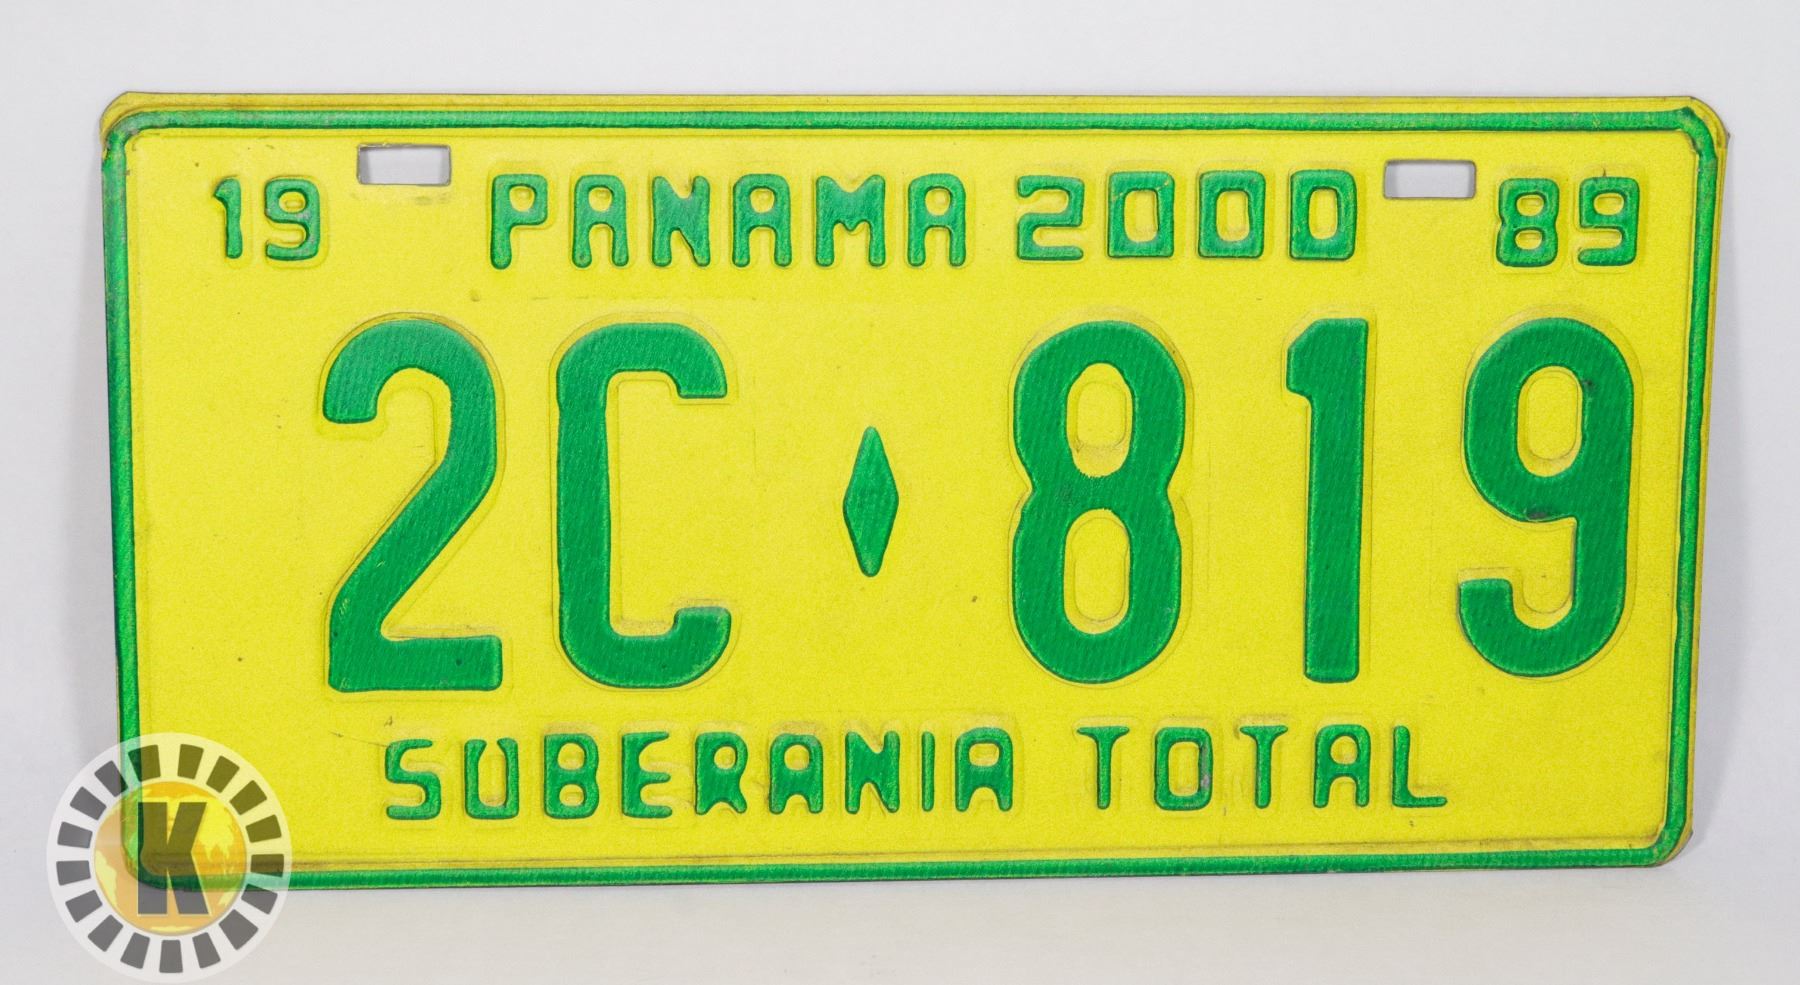 19 PANAMA 2000 89
2C♦819
SUBERANIA TOTAL
K